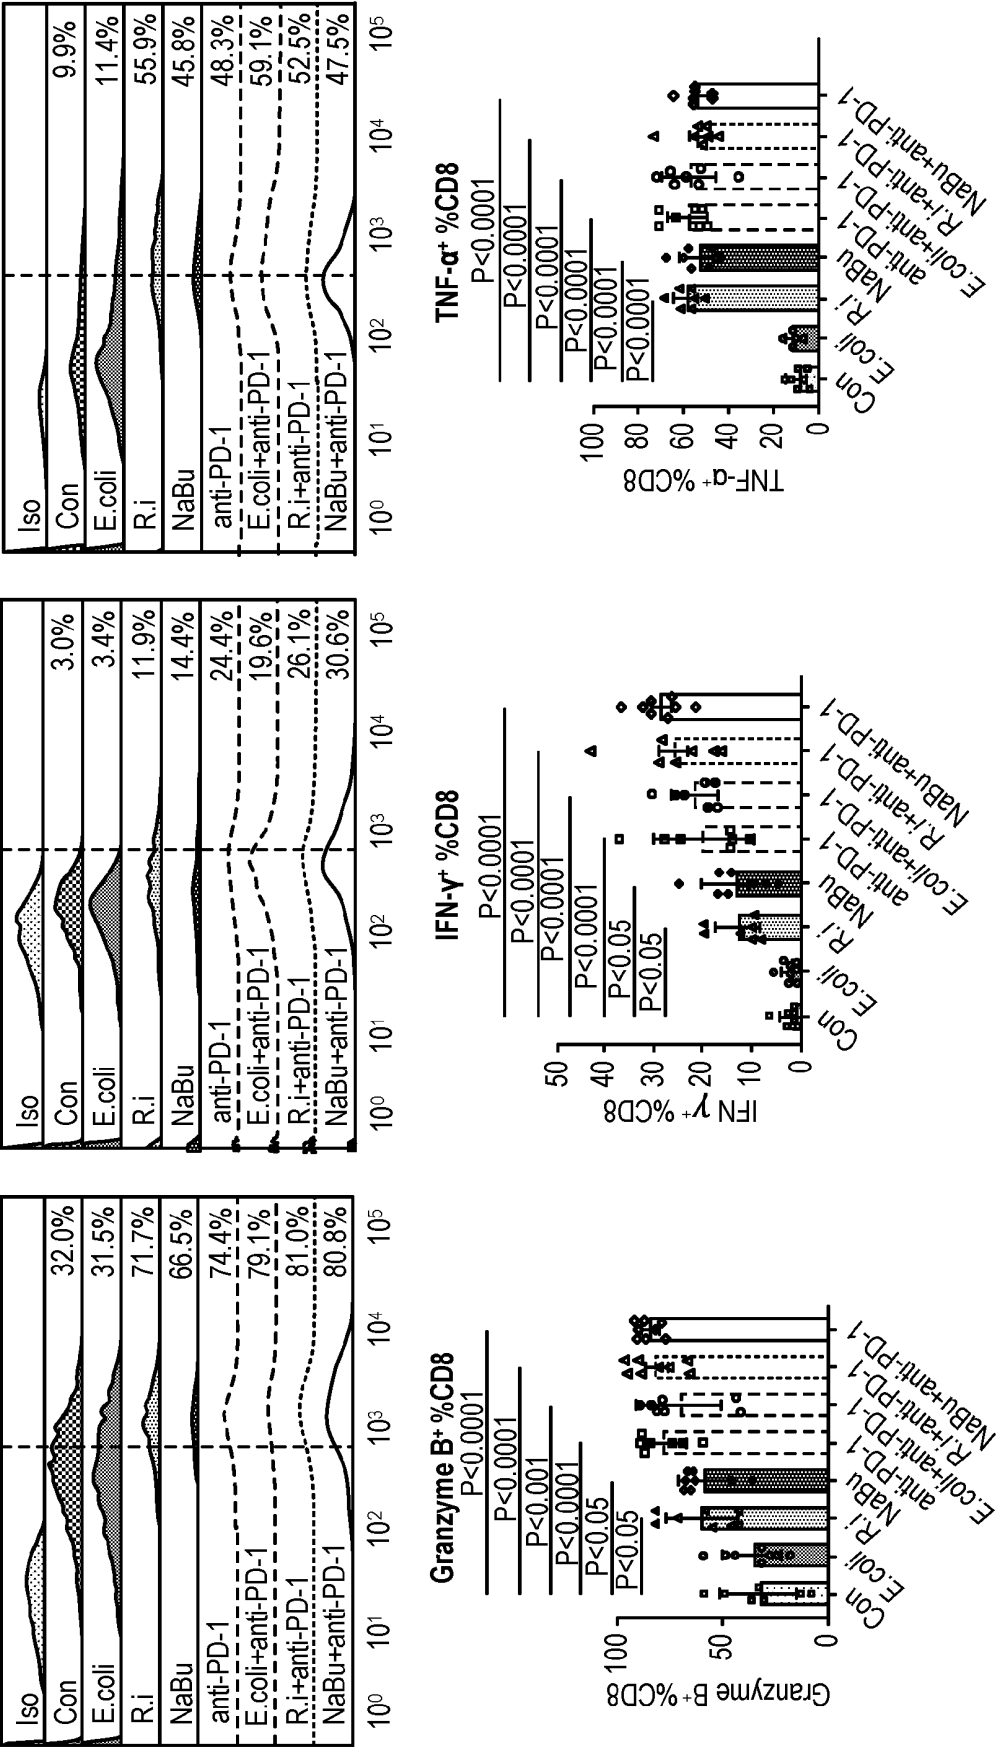 Iso
Con 32.0%
E.coli 31.5%
R.i 71.7%
NaBu 66.5%
anti-PD-1 74.4%
E.coli+anti-PD-1 79.1%
R.i+anti-PD-1 81.0%
NaBu+anti-PD-1 80.8%
10⁰ 10¹ 10² 10³ 10⁴ 10⁵
Iso
Con 3.0%
E.coli 3.4%
R.i 11.9%
NaBu 14.4%
anti-PD-1 24.4%
E.coli+anti-PD-1 19.6%
R.i+anti-PD-1 26.1%
NaBu+anti-PD-1 30.6%
10⁰ 10¹ 10² 10³ 10⁴ 10⁵
Iso
Con 9.9%
E.coli 11.4%
R.i 55.9%
NaBu 45.8%
anti-PD-1 48.3%
E.coli+anti-PD-1 59.1%
R.i+anti-PD-1 52.5%
NaBu+anti-PD-1 47.5%
10⁰ 10¹ 10² 10³ 10⁴ 10⁵
Granzyme B⁺ %CD8
P<0.0001
P<0.0001
P<0.001
P<0.0001
P<0.05
P<0.05
Granzyme B⁺ %CD8
100
50
0
Con
E.coli
R.i
NaBu
anti-PD-1
E.coli+anti-PD-1
R.i+anti-PD-1
NaBu+anti-PD-1
IFN-γ⁺ %CD8
P<0.0001
P<0.0001
P<0.0001
P<0.0001
P<0.05
P<0.05
IFN γ⁺ %CD8
50
40
30
20
10
0
Con
E.coli
R.i
NaBu
anti-PD-1
E.coli+anti-PD-1
R.i+anti-PD-1
NaBu+anti-PD-1
TNF-α⁺ %CD8
P<0.0001
P<0.0001
P<0.0001
P<0.0001
P<0.0001
P<0.0001
TNF-α⁺ %CD8
100
80
60
40
20
0
Con
E.coli
R.i
NaBu
anti-PD-1
E.coli+anti-PD-1
R.i+anti-PD-1
NaBu+anti-PD-1